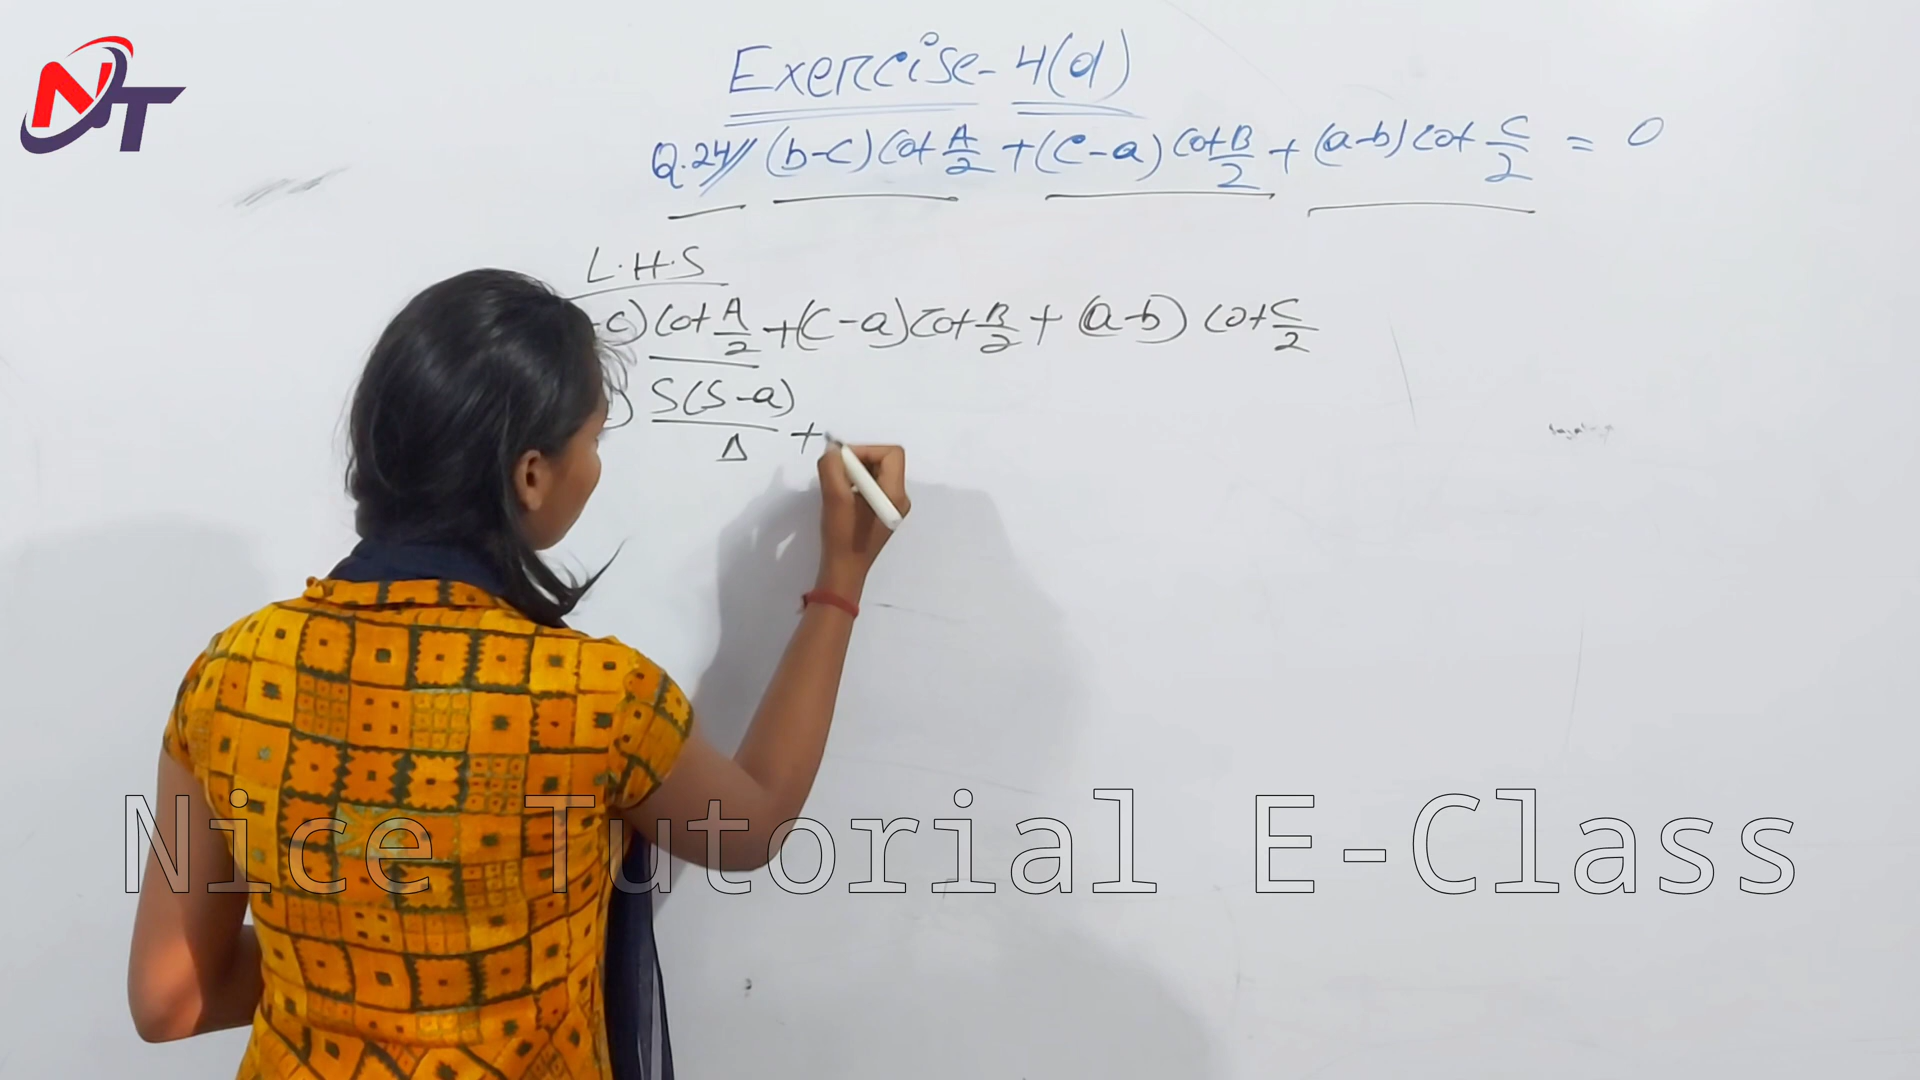 NT
Exercise-4(d)
Q.24// (b-c) Cot A/2 + (c-a) Cot B/2 + (a-b) Cot C/2 = 0
L.H.S
c) Cot A/2 + (c-a) Cot B/2 + (a-b) Cot C/2
) S(S-a)/Δ +
Nice Tutorial E-Class